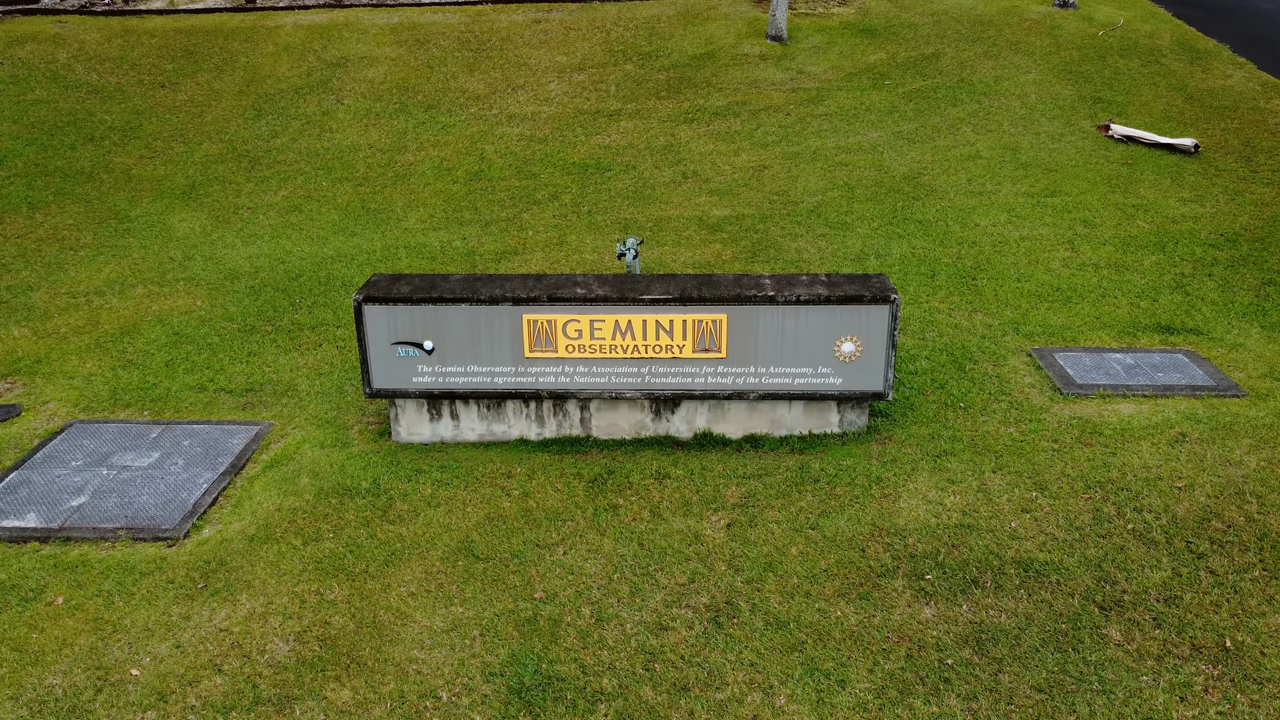 GEMINI
OBSERVATORY
AURA
The Gemini Observatory is operated by the Association of Universities for Research in Astronomy, Inc.
under a cooperative agreement with the National Science Foundation on behalf of the Gemini partnership